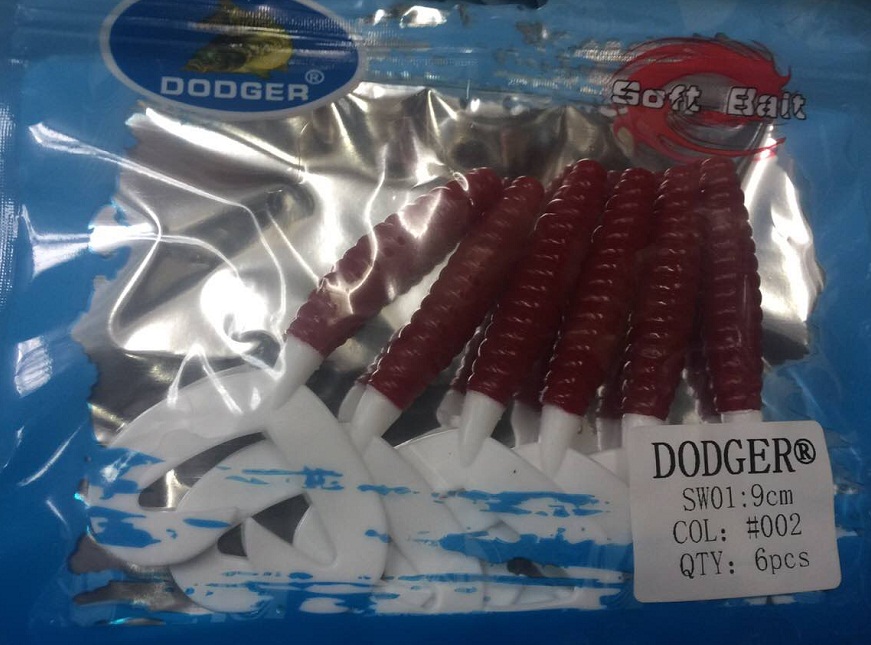 DODGER®
Soft Bait
DODGER®
SW01:9cm
COL: #002
QTY: 6pcs